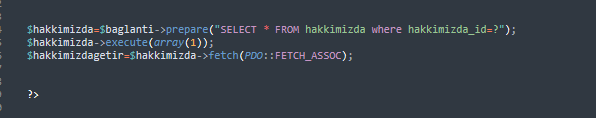 $hakkimizda=$baglanti->prepare("SELECT * FROM hakkimizda where hakkimizda_id=?");
$hakkimizda->execute(array(1));
$hakkimizdagetir=$hakkimizda->fetch(PDO::FETCH_ASSOC);
?>